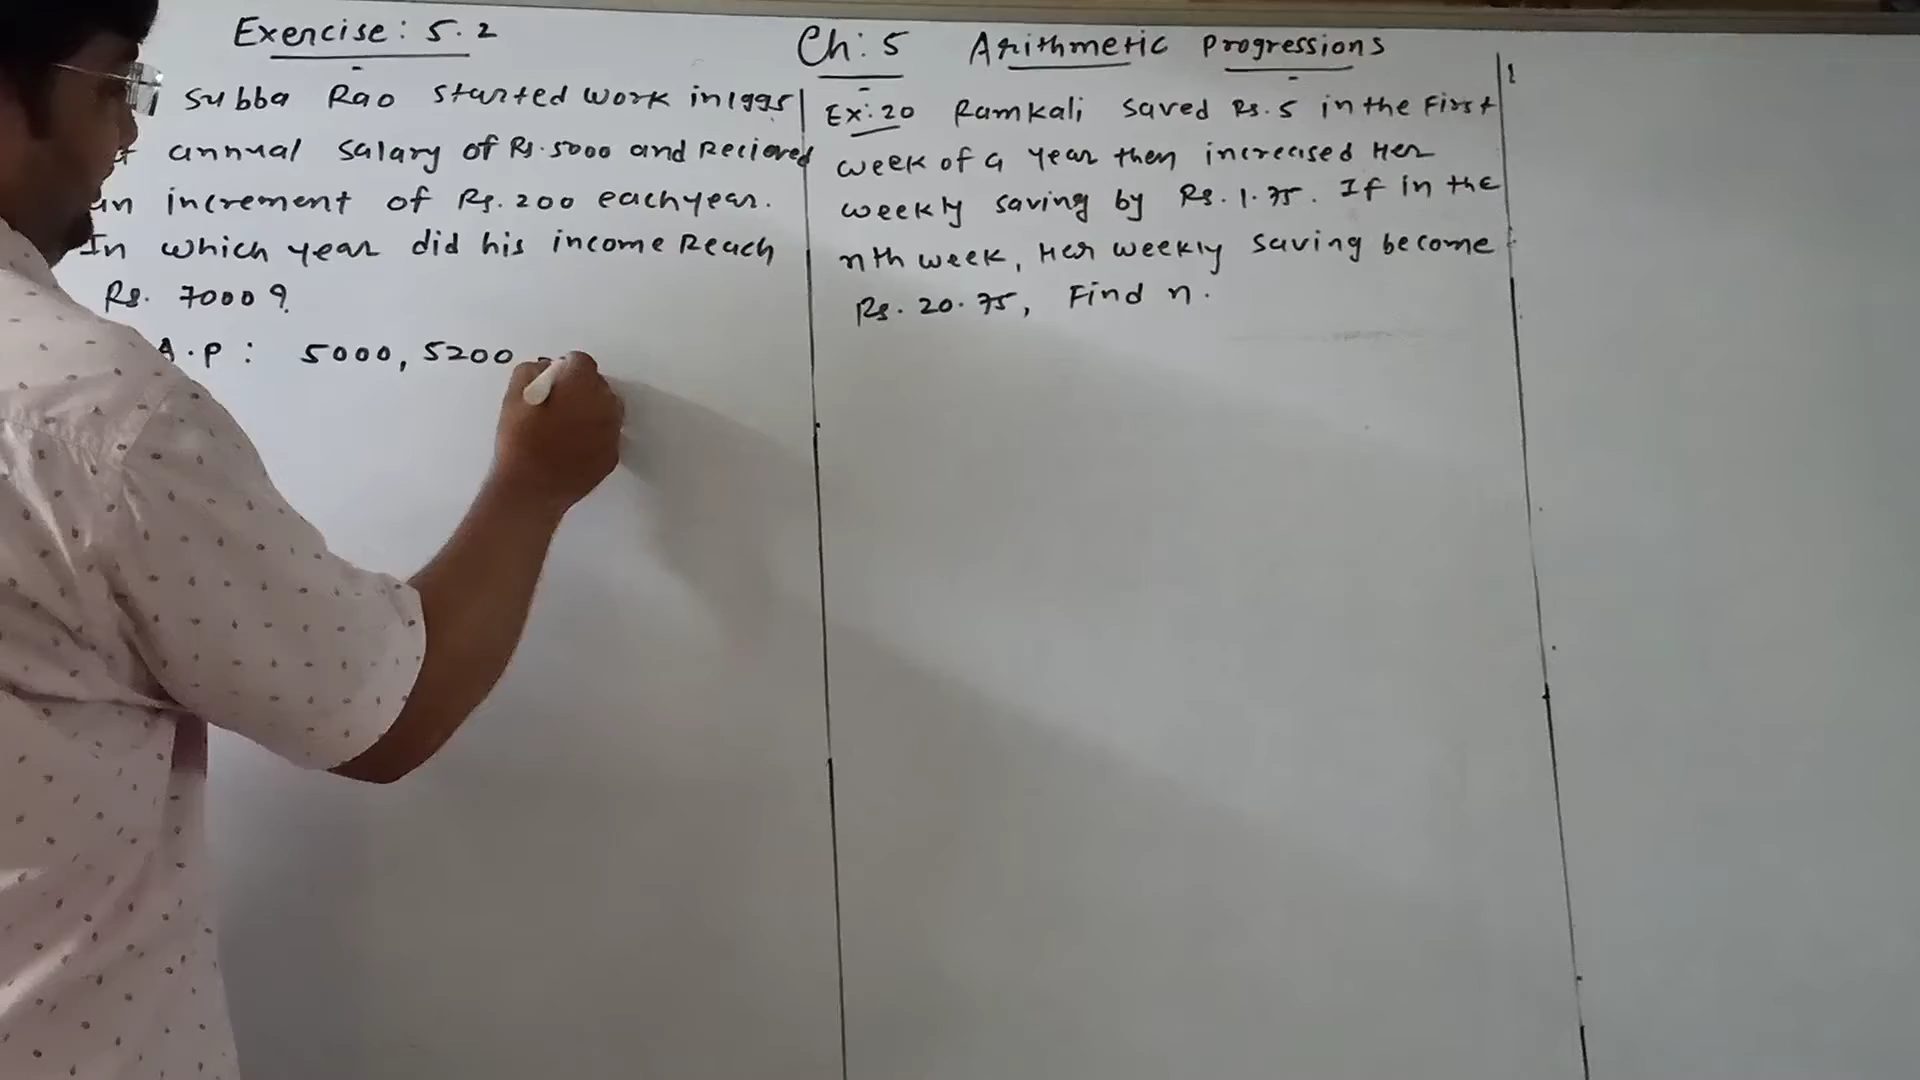 Exercise: 5.2
Ch: 5 Arithmetic Progressions
Subba Rao started work in 1995
annual salary of Rs. 5000 and Recieved
an increment of Rs. 200 each year.
In which year did his income Reach
Rs. 7000 ?
A.P : 5000, 5200
Ex: 20 Ramkali saved Rs. 5 in the First
week of a year then increased Her
weekly saving by Rs. 1.75. If in the
nth week, Her weekly saving become
Rs. 20.75, Find n.